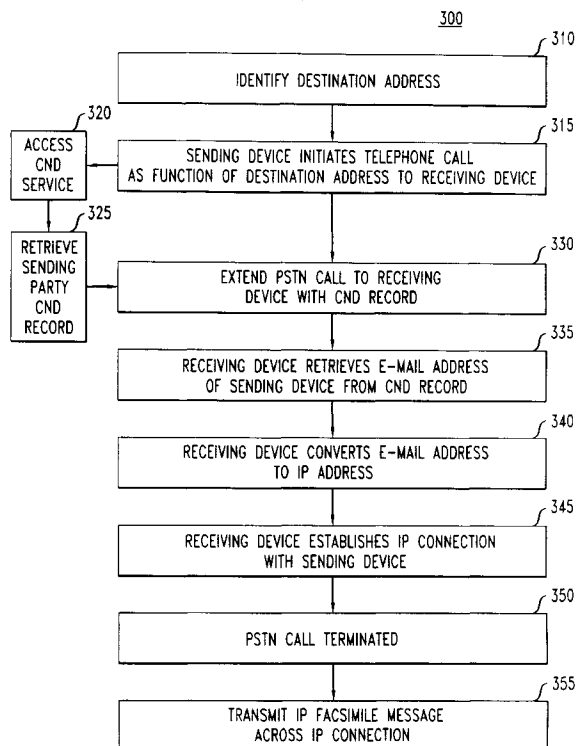 300
310
IDENTIFY DESTINATION ADDRESS
320
315
ACCESS
CND
SERVICE
SENDING DEVICE INITIATES TELEPHONE CALL
AS FUNCTION OF DESTINATION ADDRESS TO RECEIVING DEVICE
325
330
RETRIEVE
SENDING
PARTY
CND
RECORD
EXTEND PSTN CALL TO RECEIVING
DEVICE WITH CND RECORD
335
RECEIVING DEVICE RETRIEVES E-MAIL ADDRESS
OF SENDING DEVICE FROM CND RECORD
340
RECEIVING DEVICE CONVERTS E-MAIL ADDRESS
TO IP ADDRESS
345
RECEIVING DEVICE ESTABLISHES IP CONNECTION
WITH SENDING DEVICE
350
PSTN CALL TERMINATED
355
TRANSMIT IP FACSIMILE MESSAGE
ACROSS IP CONNECTION